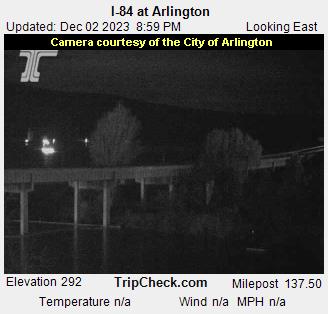 I-84 at Arlington
Updated: Dec 02 2023 8:59 PM Looking East
Camera courtesy of the City of Arlington
Elevation 292 TripCheck.com Milepost 137.50
Temperature n/a Wind n/a MPH n/a